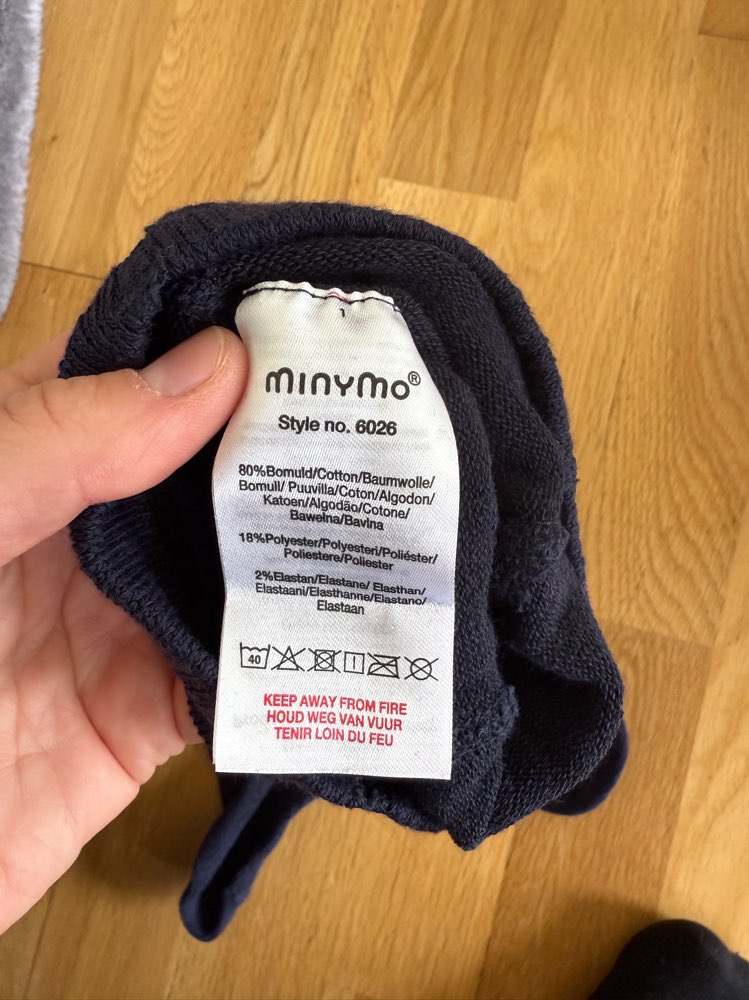 1
minymo®
Style no. 6026
80%Bomuld/Cotton/Baumwolle/
Bomull/ Puuvilla/Coton/Algodon/
Katoen/Algodão/Cotone/
Bawełna/Bavlna
18%Polyester/Polyesteri/Poliéster/
Poliestere/Poliester
2%Elastan/Elastane/ Elasthan/
Elastaani/Elasthanne/Elastano/
Elastaan
40
KEEP AWAY FROM FIRE
HOUD WEG VAN VUUR
TENIR LOIN DU FEU